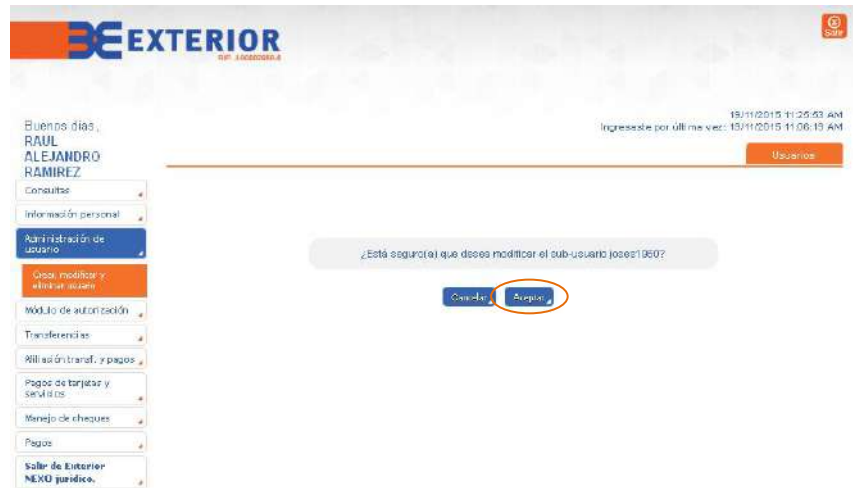 EXTERIOR
Salir
19/11/2015 11:25:53 AM
Ingresaste por última vez: 19/11/2015 11:06:19 AM
Buenos días,
RAUL
ALEJANDRO
RAMIREZ
Usuarios
Consultas
Información personal
Administración de
usuario
Crear, modificar y
eliminar usuario
Módulo de autorización
Transferencias
Afiliación transf. y pagos
Pagos de tarjetas y
servicios
Manejo de cheques
Pagos
Salir de Exterior
NEXO jurídico.
¿Está seguro(a) que desea modificar el sub-usuario joses1960?
Cancelar
Aceptar